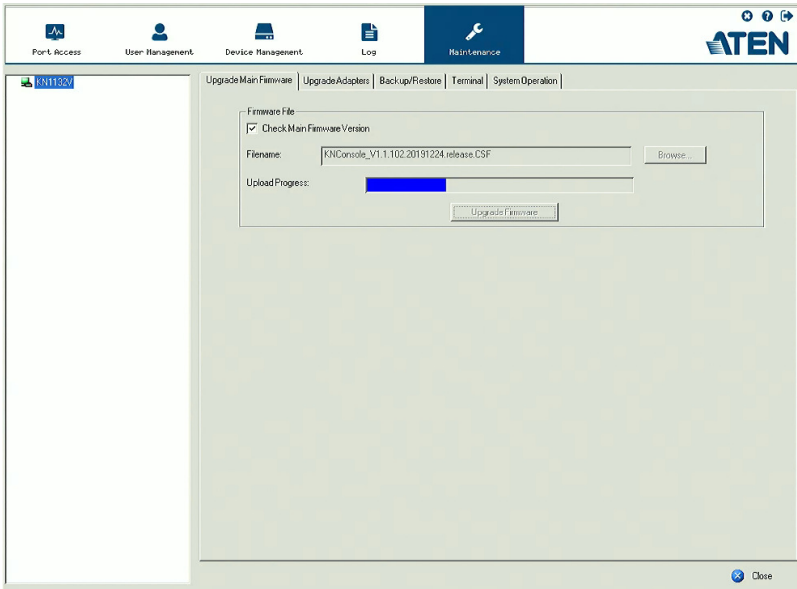 ATEN
Port Access
User Management
Device Management
Log
Maintenance
KN1132V
Upgrade Main Firmware
Upgrade Adapters
Backup/Restore
Terminal
System Operation
Firmware File
Check Main Firmware Version
Filename:
KNConsole_V1.1.102.20191224.release.CSF
Browse...
Upload Progress:
Upgrade Firmware
Close